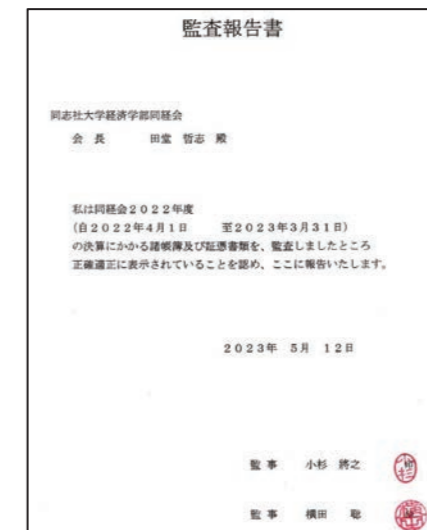 監査報告書
同志社大学経済学部同経会
会 長 田堂 哲志 殿
私は同経会2022年度
(自2022年4月1日 至2023年3月31日)
の決算にかかる諸帳簿及び証憑書類を、監査しましたところ
正確適正に表示されていることを認め、ここに報告いたします。
2023年 5月 12日
監 事 小杉 將之
監 事 横田 聡